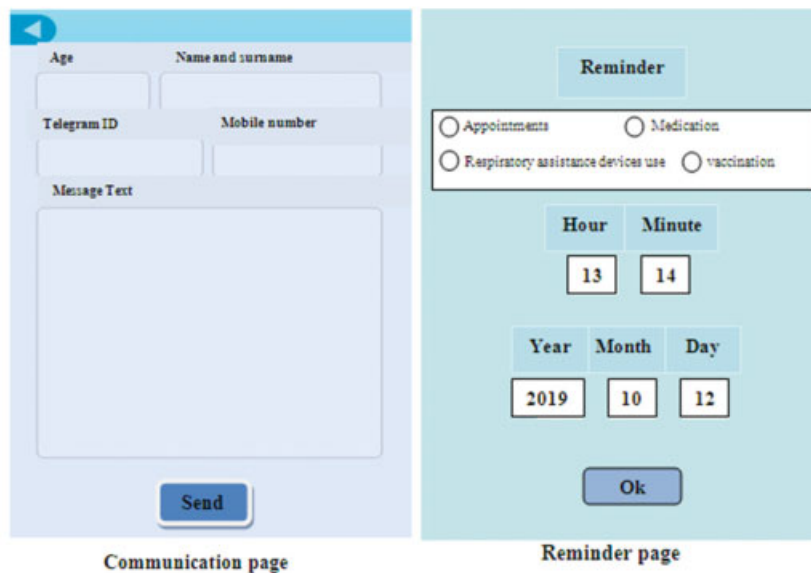 Age Name and surname
Telegram ID Mobile number
Message Text
Send
Communication page
Reminder
Appointments Medication
Respiratory assistance devices use vaccination
Hour Minute
13 14
Year Month Day
2019 10 12
Ok
Reminder page